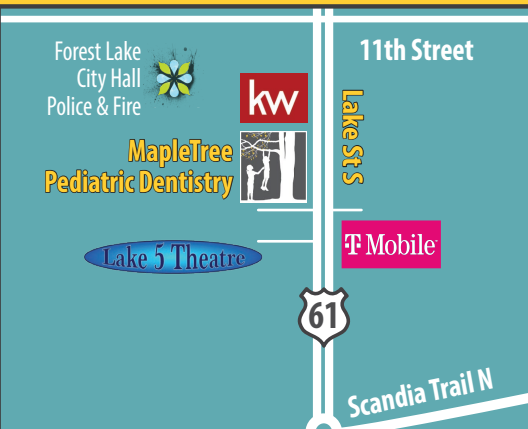 Forest Lake
City Hall
Police & Fire
11th Street
kw
Lake St S
MapleTree
Pediatric Dentistry
T Mobile
Lake 5 Theatre
61
Scandia Trail N